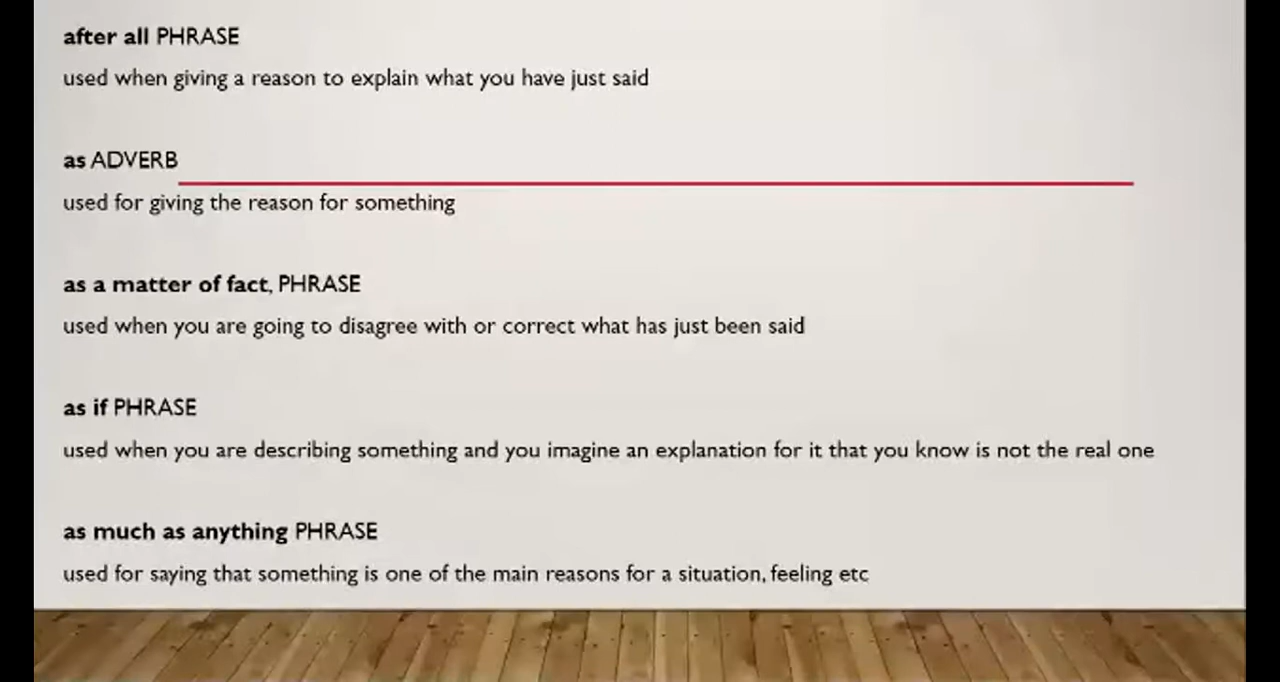 after all PHRASE
used when giving a reason to explain what you have just said
as ADVERB
used for giving the reason for something
as a matter of fact, PHRASE
used when you are going to disagree with or correct what has just been said
as if PHRASE
used when you are describing something and you imagine an explanation for it that you know is not the real one
as much as anything PHRASE
used for saying that something is one of the main reasons for a situation, feeling etc